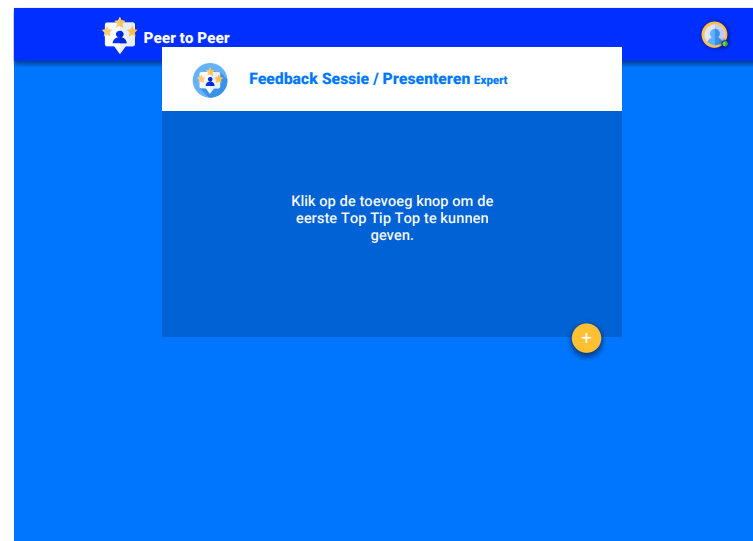 Peer to Peer
Feedback Sessie / Presenteren Expert
Klik op de toevoeg knop om de
eerste Top Tip Top te kunnen
geven.
+